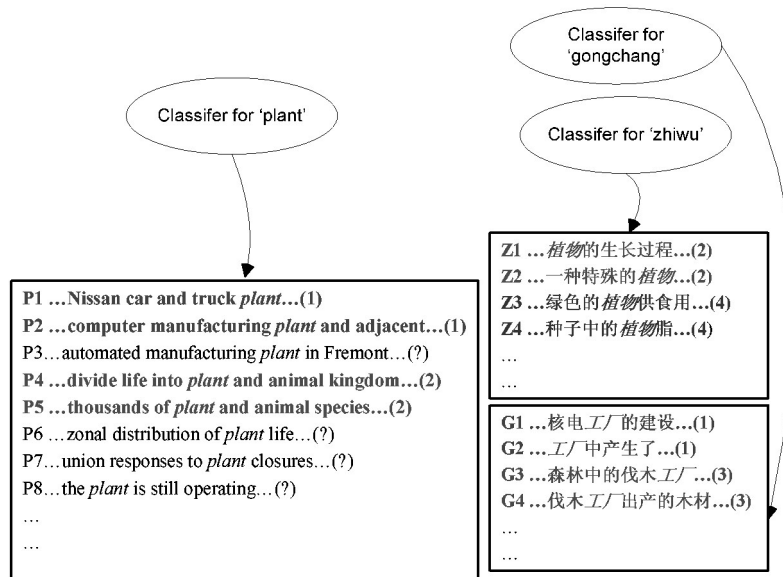 Classifer for
‘gongchang’
Classifer for ‘plant’
Classifer for ‘zhiwu’
P1 …Nissan car and truck plant…(1)
P2 …computer manufacturing plant and adjacent…(1)
P3…automated manufacturing plant in Fremont…(?)
P4 …divide life into plant and animal kingdom…(2)
P5 …thousands of plant and animal species…(2)
P6 …zonal distribution of plant life…(?)
P7…union responses to plant closures…(?)
P8…the plant is still operating…(?)
…
…
Z1 …植物的生长过程…(2)
Z2 …一种特殊的植物…(2)
Z3 …绿色的植物供食用…(4)
Z4 …种子中的植物脂…(4)
…
…
G1 …核电工厂的建设…(1)
G2 …工厂中产生了…(1)
G3 …森林中的伐木工厂…(3)
G4 …伐木工厂出产的木材…(3)
…
…